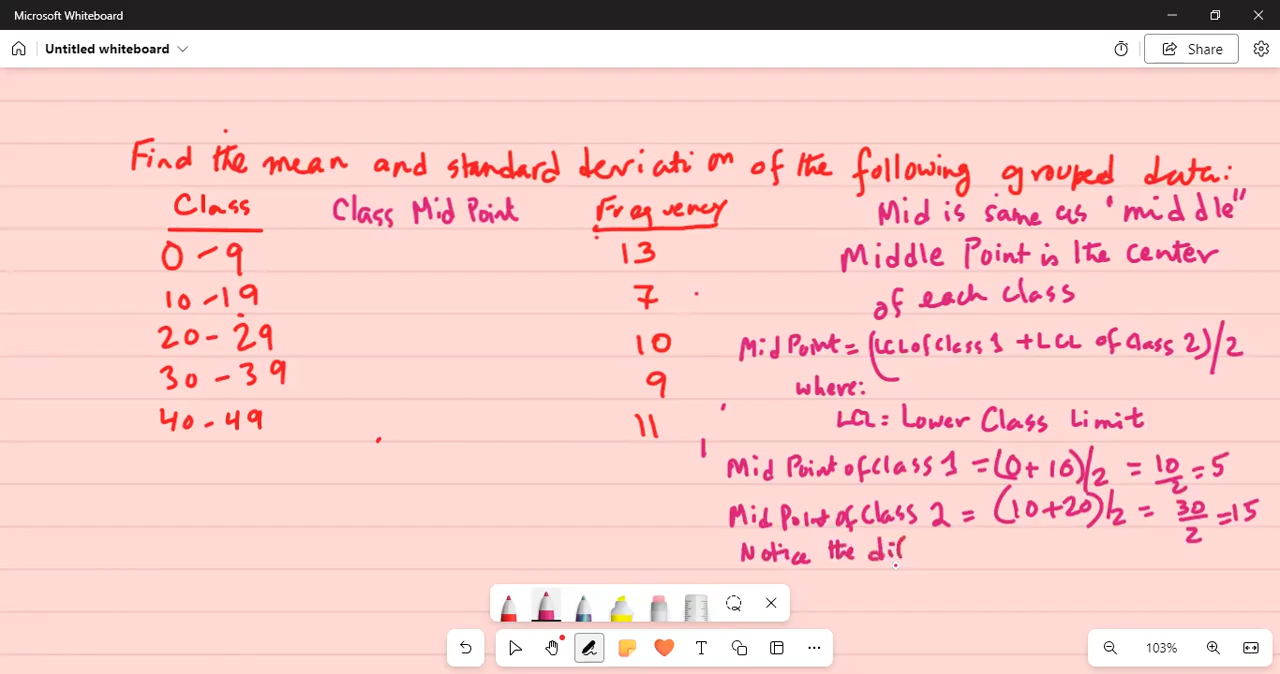 Microsoft Whiteboard
Untitled whiteboard
Share
Find the mean and standard deviation of the following grouped data:
Class Class Mid Point Frequency
0 - 9 13
10 - 19 7
20 - 29 10
30 - 39 9
40 - 49 11
Mid is same as "middle"
Middle Point is the center
of each class
Mid Point = (LCL of Class 1 + LCL of Class 2)/2
where:
LCL = Lower Class Limit
Mid Point of Class 1 = (0 + 10)/2 = 10/2 = 5
Mid Point of Class 2 = (10 + 20)/2 = 30/2 = 15
Notice the dif
103%